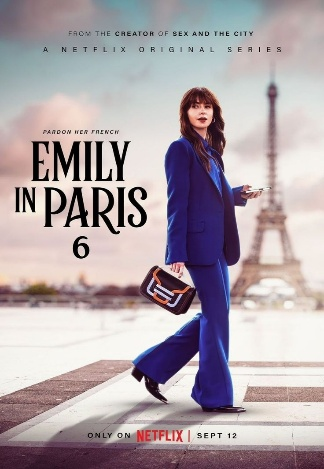 FROM THE CREATOR OF SEX AND THE CITY
A NETFLIX ORIGINAL SERIES
PARDON HER FRENCH
EMILY
IN PARIS
6
ONLY ON NETFLIX | SEPT 12